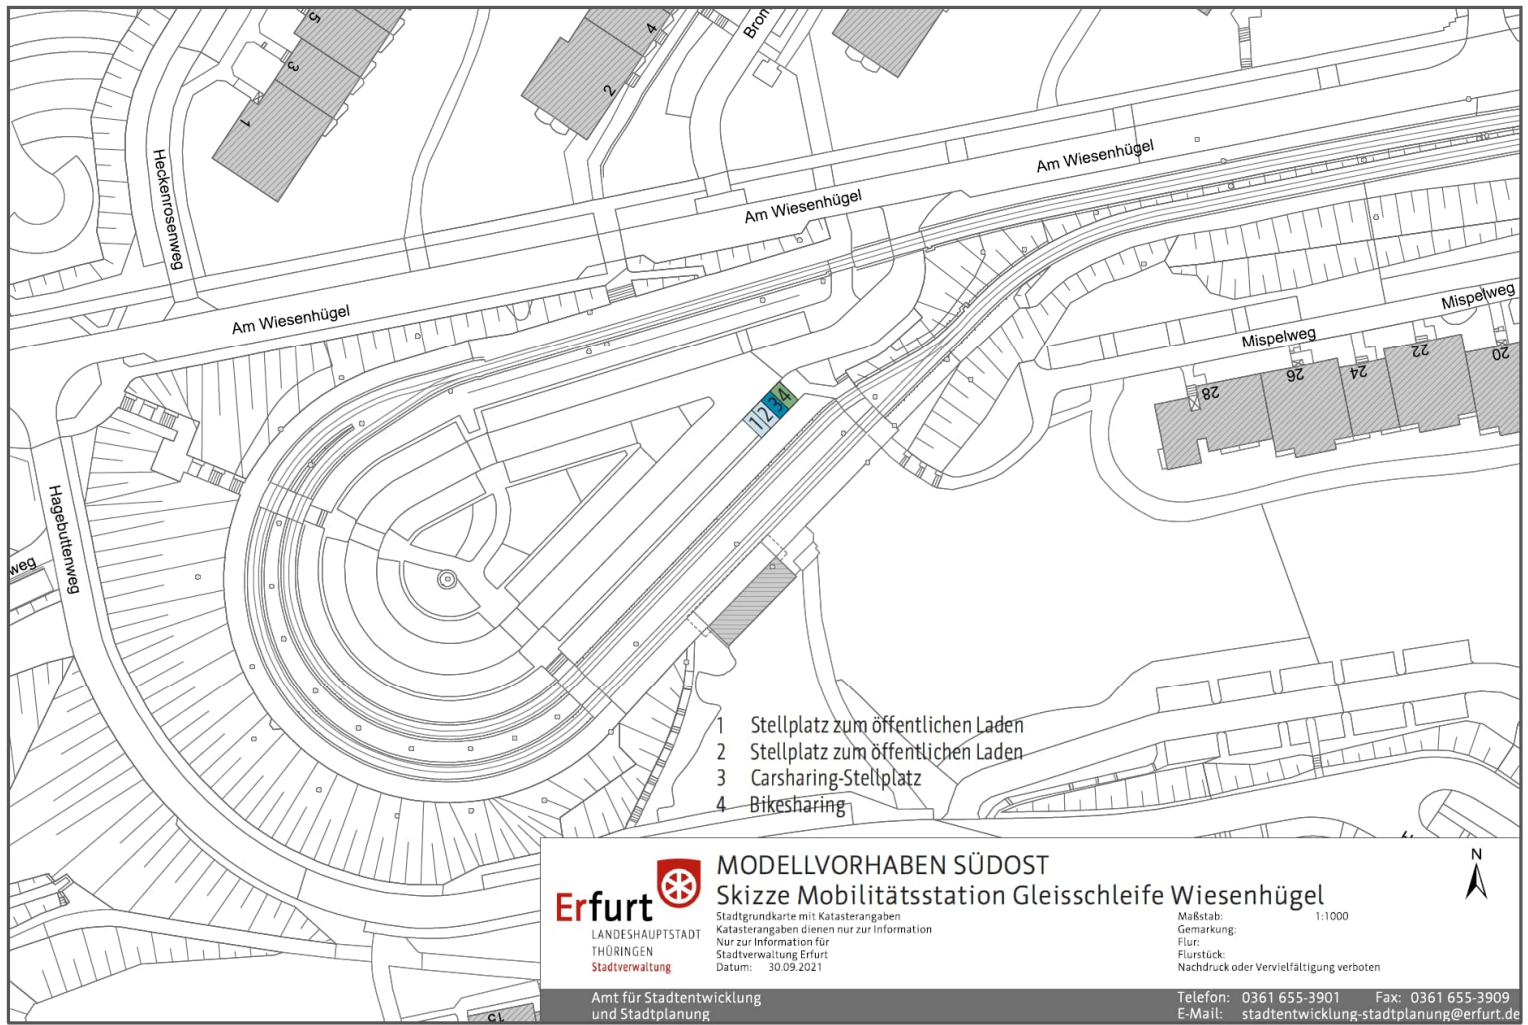 5
3
1
4
2
Heckenrosenweg
Am Wiesenhügel
Am Wiesenhügel
Am Wiesenhügel
Mispelweg
Mispelweg
28
26
24
22
20
1 2 3 4
Hagebuttenweg
weg
1 Stellplatz zum öffentlichen Laden
2 Stellplatz zum öffentlichen Laden
3 Carsharing-Stellplatz
4 Bikesharing
Erfurt
LANDESHAUPTSTADT
THÜRINGEN
Stadtverwaltung
MODELLVORHABEN SÜDOST
Skizze Mobilitätsstation Gleisschleife Wiesenhügel
Stadtgrundkarte mit Katasterangaben
Katasterangaben dienen nur zur Information
Nur zur Information für
Stadtverwaltung Erfurt
Datum: 30.09.2021
Maßstab: 1:1000
Gemarkung:
Flur:
Flurstück:
Nachdruck oder Vervielfältigung verboten
N
Amt für Stadtentwicklung
und Stadtplanung
Telefon: 0361 655-3901 Fax: 0361 655-3909
E-Mail: stadtentwicklung-stadtplanung@erfurt.de